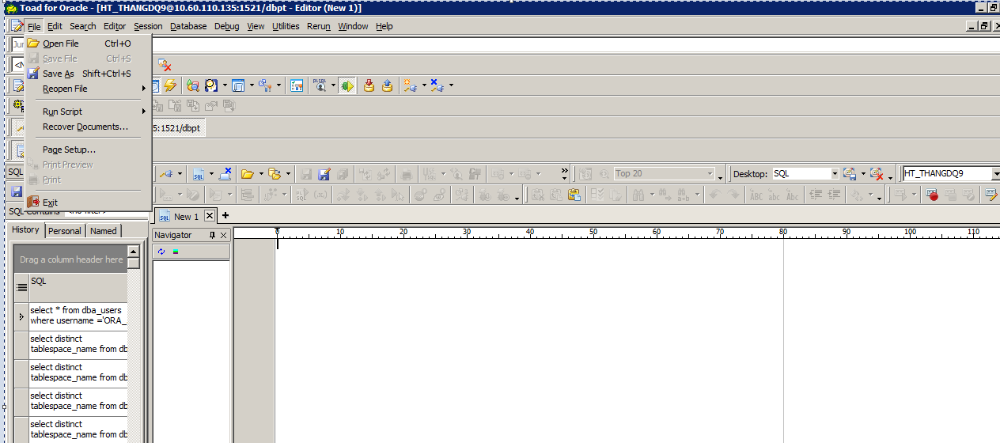 Toad for Oracle - [HT_THANGDQ9@10.60.110.135:1521/dbpt - Editor (New 1)]
File Edit Search Editor Session Database Debug View Utilities Rerun Window Help
Open File Ctrl+O
Save File Ctrl+S
Save As Shift+Ctrl+S
Reopen File
Run Script
Recover Documents...
5:1521/dbpt
Page Setup...
Print Preview
Print
Exit
SQL
Top 20
Desktop: SQL
HT_THANGDQ9
SQL Contains <no filter>
New 1
History Personal Named
Navigator
0 10 20 30 40 50 60 70 80 90 100 110
Drag a column header here
SQL
select * from dba_users
where username ='ORA_
select distinct
tablespace_name from db
select distinct
tablespace_name from db
select distinct
tablespace_name from db
select distinct
tablespace_name from db